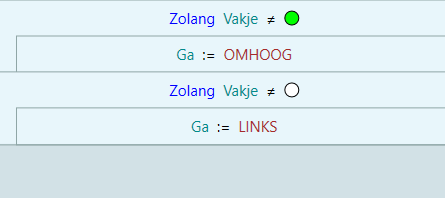 Zolang Vakje ≠
Ga := OMHOOG
Zolang Vakje ≠
Ga := LINKS